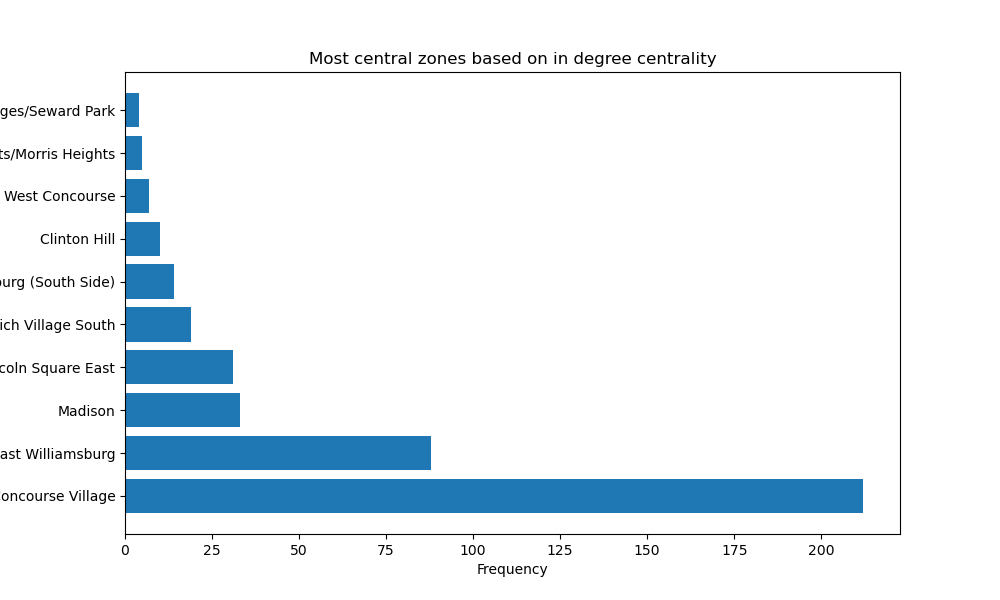 Most central zones based on in degree centrality
ges/Seward Park
ts/Morris Heights
West Concourse
Clinton Hill
burg (South Side)
ich Village South
coln Square East
Madison
ast Williamsburg
Concourse Village
0 25 50 75 100 125 150 175 200
Frequency